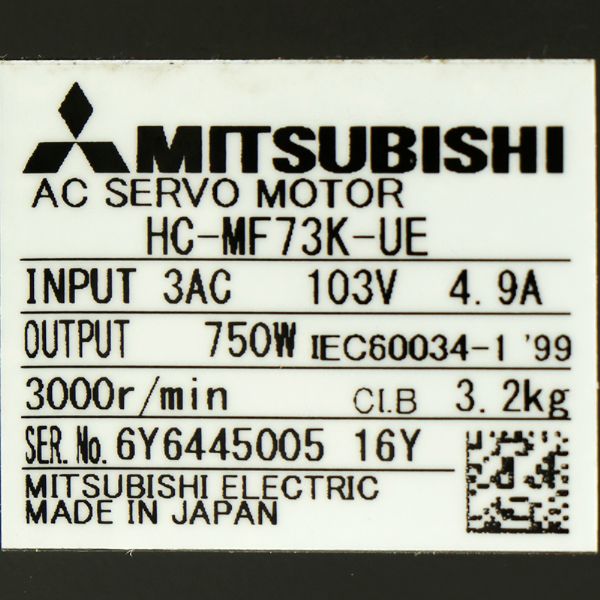 MITSUBISHI
AC SERVO MOTOR
HC-MF73K-UE
INPUT 3AC 103V 4.9A
OUTPUT 750W IEC60034-1 '99
3000r/min CI.B 3.2kg
SER.No. 6Y6445005 16Y
MITSUBISHI ELECTRIC
MADE IN JAPAN